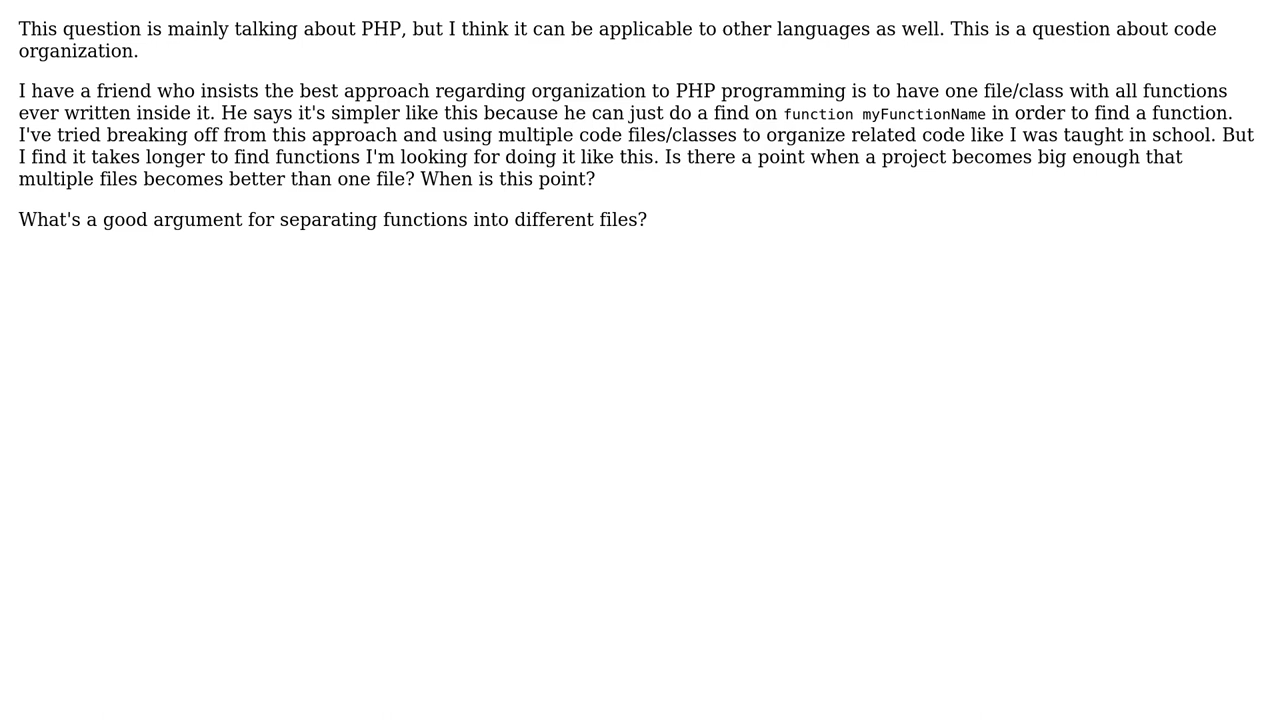 This question is mainly talking about PHP, but I think it can be applicable to other languages as well. This is a question about code
organization.
I have a friend who insists the best approach regarding organization to PHP programming is to have one file/class with all functions
ever written inside it. He says it's simpler like this because he can just do a find on function myFunctionName in order to find a function.
I've tried breaking off from this approach and using multiple code files/classes to organize related code like I was taught in school. But
I find it takes longer to find functions I'm looking for doing it like this. Is there a point when a project becomes big enough that
multiple files becomes better than one file? When is this point?
What's a good argument for separating functions into different files?